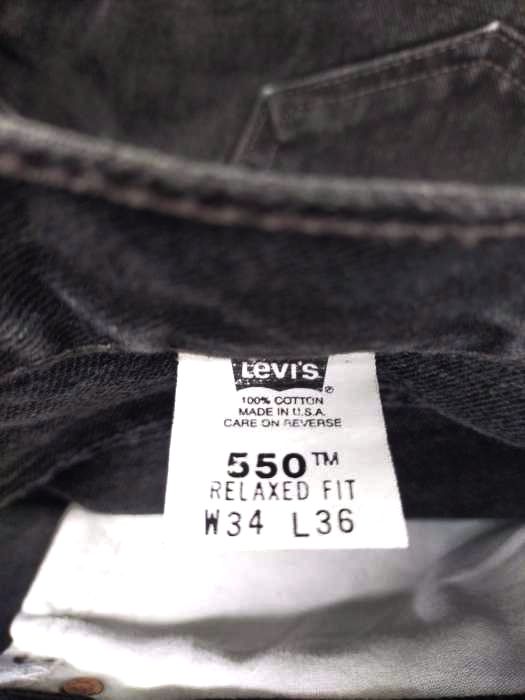 Levi's®
100% COTTON
MADE IN U.S.A.
CARE ON REVERSE
550™
RELAXED FIT
W34 L36